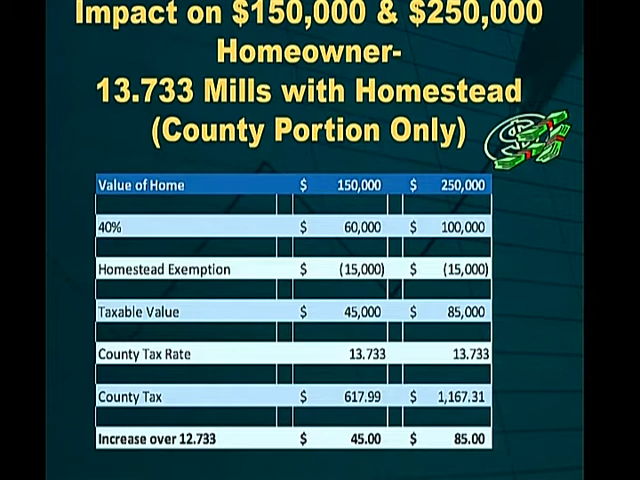 Impact on $150,000 & $250,000
Homeowner-
13.733 Mills with Homestead
(County Portion Only)
Value of Home $ 150,000 $ 250,000
40% $ 60,000 $ 100,000
Homestead Exemption $ (15,000) $ (15,000)
Taxable Value $ 45,000 $ 85,000
County Tax Rate 13.733 13.733
County Tax $ 617.99 $ 1,167.31
Increase over 12.733 $ 45.00 $ 85.00